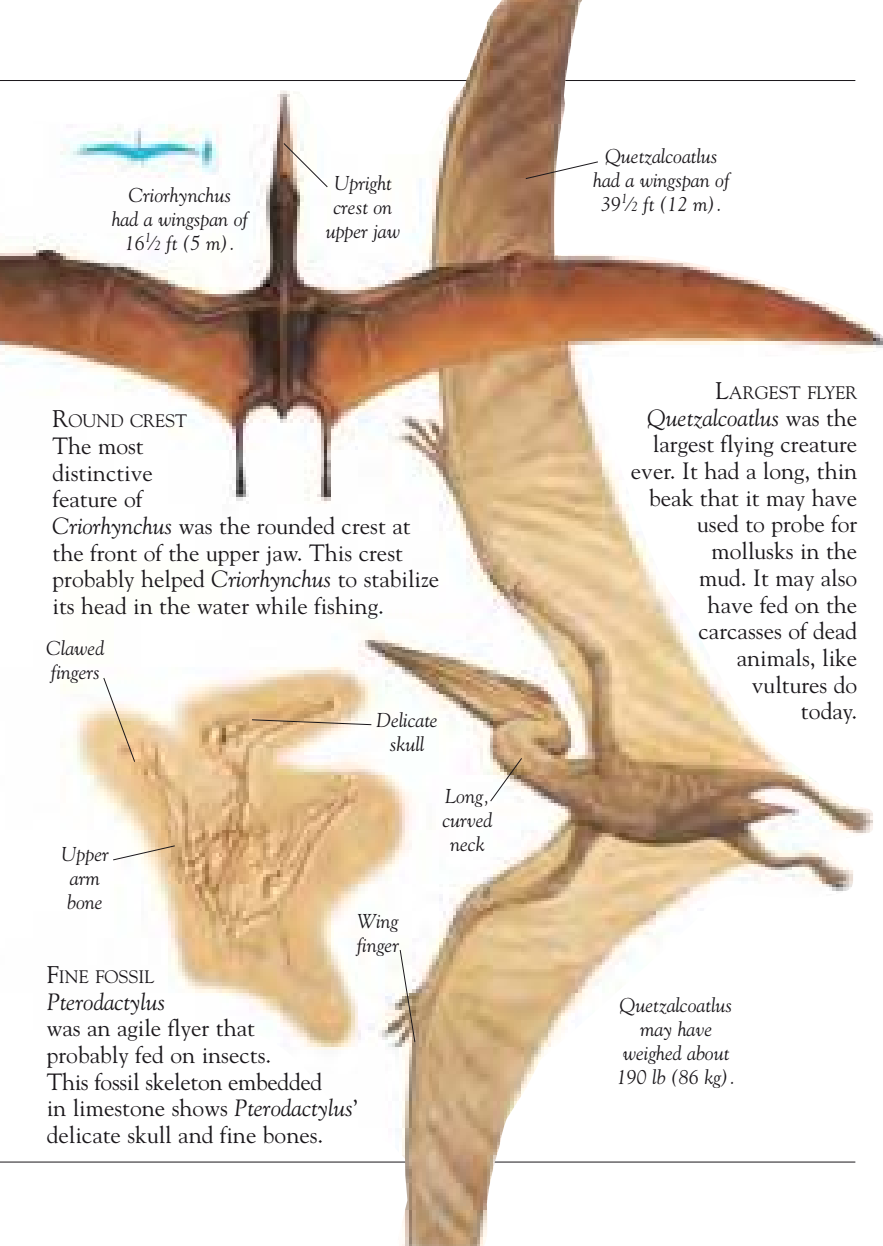 Criorhynchus
had a wingspan of
16½ ft (5 m).
Upright
crest on
upper jaw
Quetzalcoatlus
had a wingspan of
39½ ft (12 m).
ROUND CREST
The most
distinctive
feature of
Criorhynchus was the rounded crest at
the front of the upper jaw. This crest
probably helped Criorhynchus to stabilize
its head in the water while fishing.
LARGEST FLYER
Quetzalcoatlus was the
largest flying creature
ever. It had a long, thin
beak that it may have
used to probe for
mollusks in the
mud. It may also
have fed on the
carcasses of dead
animals, like
vultures do
today.
Clawed
fingers
Delicate
skull
Long,
curved
neck
Upper
arm
bone
Wing
finger
FINE FOSSIL
Pterodactylus
was an agile flyer that
probably fed on insects.
This fossil skeleton embedded
in limestone shows Pterodactylus’
delicate skull and fine bones.
Quetzalcoatlus
may have
weighed about
190 lb (86 kg).